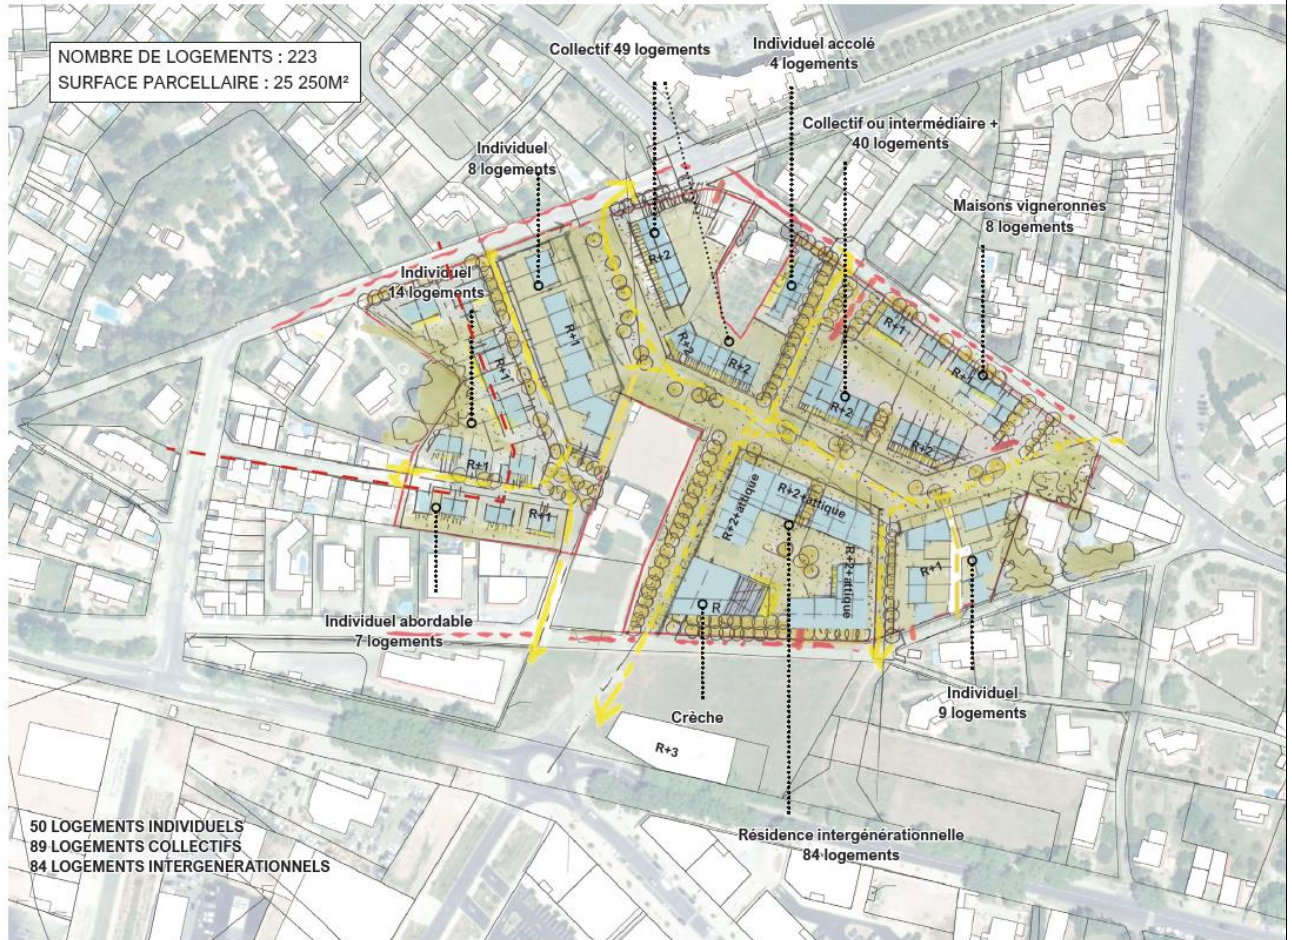 NOMBRE DE LOGEMENTS : 223
SURFACE PARCELLAIRE : 25 250M²
Collectif 49 logements
Individuel accolé
4 logements
Collectif ou intermédiaire +
40 logements
Individuel
8 logements
Maisons vigneronnes
8 logements
Individuel
14 logements
R+2
R+1
R+1
R+2
R+2
R+1
R+1
R+2
R+2
R+1
R+1
R+2+attique
R+2+attique
R+2+attique
R+1
R
Individuel abordable
7 logements
Individuel
9 logements
Crèche
R+3
Résidence intergénérationnelle
84 logements
50 LOGEMENTS INDIVIDUELS
89 LOGEMENTS COLLECTIFS
84 LOGEMENTS INTERGENERATIONNELS